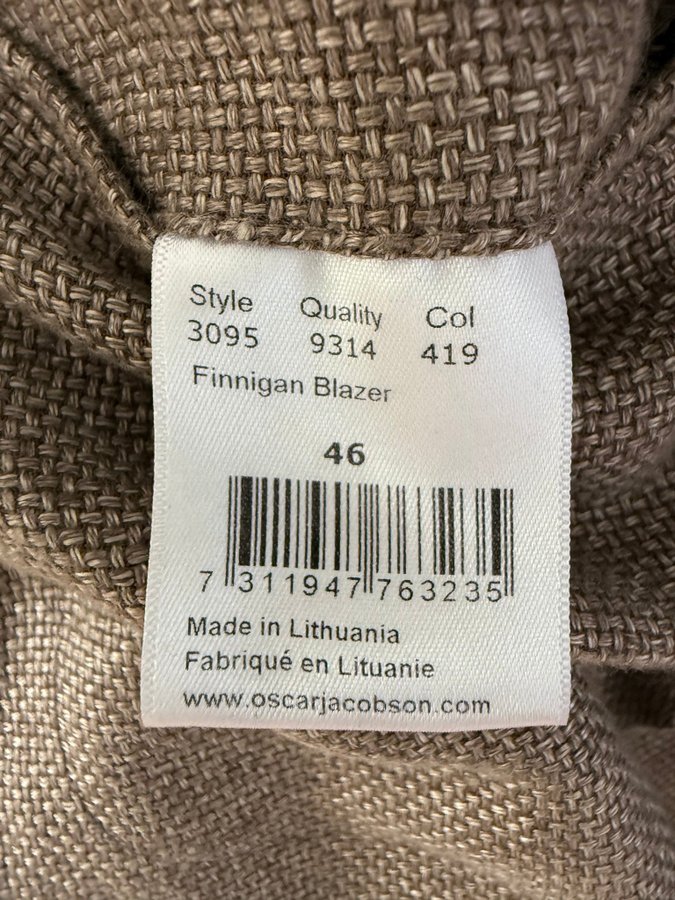 Style Quality Col
3095 9314 419
Finnigan Blazer
46
7 311947 763235
Made in Lithuania
Fabriqué en Lituanie
www.oscarjacobson.com